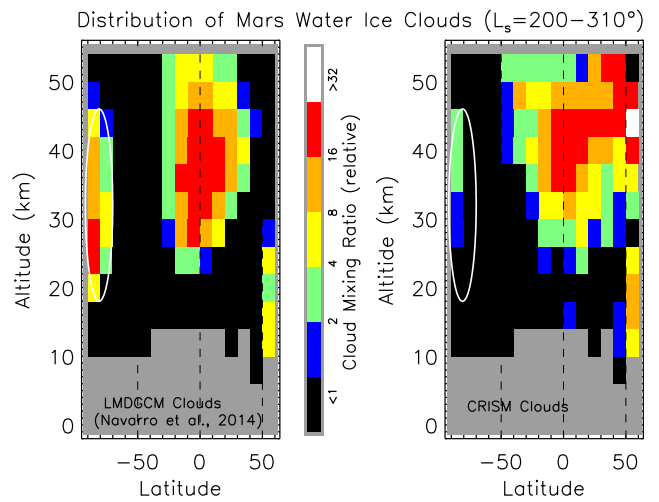 Distribution of Mars Water Ice Clouds (Ls=200−310°)
50
40
30
20
10
0
Altitude (km)
−50 0 50
Latitude
LMDGCM Clouds
(Navarro et al., 2014)
>32
16
8
4
2
<1
Cloud Mixing Ratio (relative)
50
40
30
20
10
0
Altitide (km)
−50 0 50
Latitude
CRISM Clouds